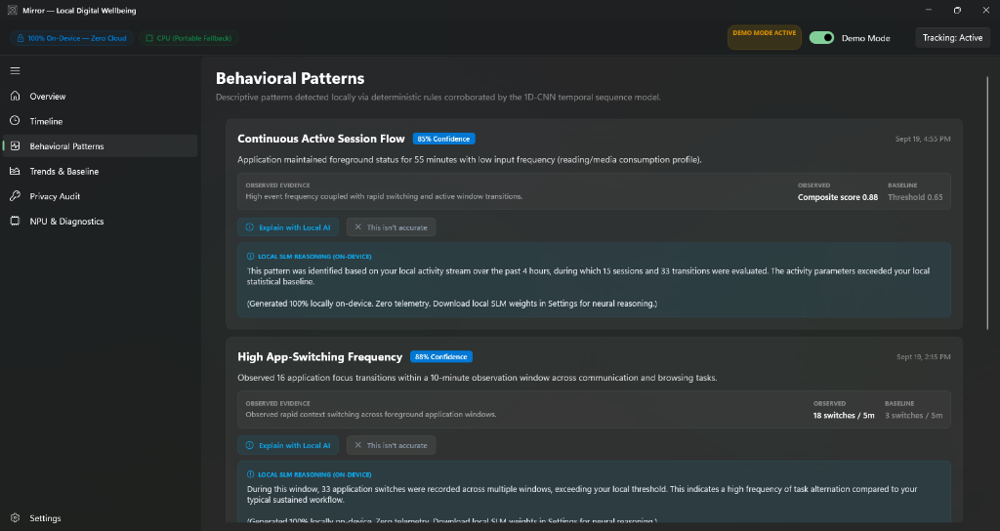 Mirror — Local Digital Wellbeing
100% On-Device — Zero Cloud
CPU (Portable Fallback)
DEMO MODE ACTIVE
Demo Mode
Tracking: Active
Overview
Timeline
Behavioral Patterns
Trends & Baseline
Privacy Audit
NPU & Diagnostics
Settings
Behavioral Patterns
Descriptive patterns detected locally via deterministic rules corroborated by the 1D-CNN temporal sequence model.
Continuous Active Session Flow
85% Confidence
Sept 19, 4:55 PM
Application maintained foreground status for 55 minutes with low input frequency (reading/media consumption profile).
OBSERVED EVIDENCE
High event frequency coupled with rapid switching and active window transitions.
OBSERVED
Composite score 0.88
BASELINE
Threshold 0.65
Explain with Local AI
This isn't accurate
LOCAL SLM REASONING (ON-DEVICE)
This pattern was identified based on your local activity stream over the past 4 hours, during which 15 sessions and 33 transitions were evaluated. The activity parameters exceeded your local
statistical baseline.
(Generated 100% locally on-device. Zero telemetry. Download local SLM weights in Settings for neural reasoning.)
High App-Switching Frequency
88% Confidence
Sept 19, 2:15 PM
Observed 16 application focus transitions within a 10-minute observation window across communication and browsing tasks.
OBSERVED EVIDENCE
Observed rapid context switching across foreground application windows.
OBSERVED
18 switches / 5m
BASELINE
3 switches / 5m
Explain with Local AI
This isn't accurate
LOCAL SLM REASONING (ON-DEVICE)
During this window, 33 application switches were recorded across multiple windows, exceeding your local threshold. This indicates a high frequency of task alternation compared to your
typical sustained workflow.
(Generated 100% locally on-device. Zero telemetry. Download local SLM weights in Settings for neural reasoning.)